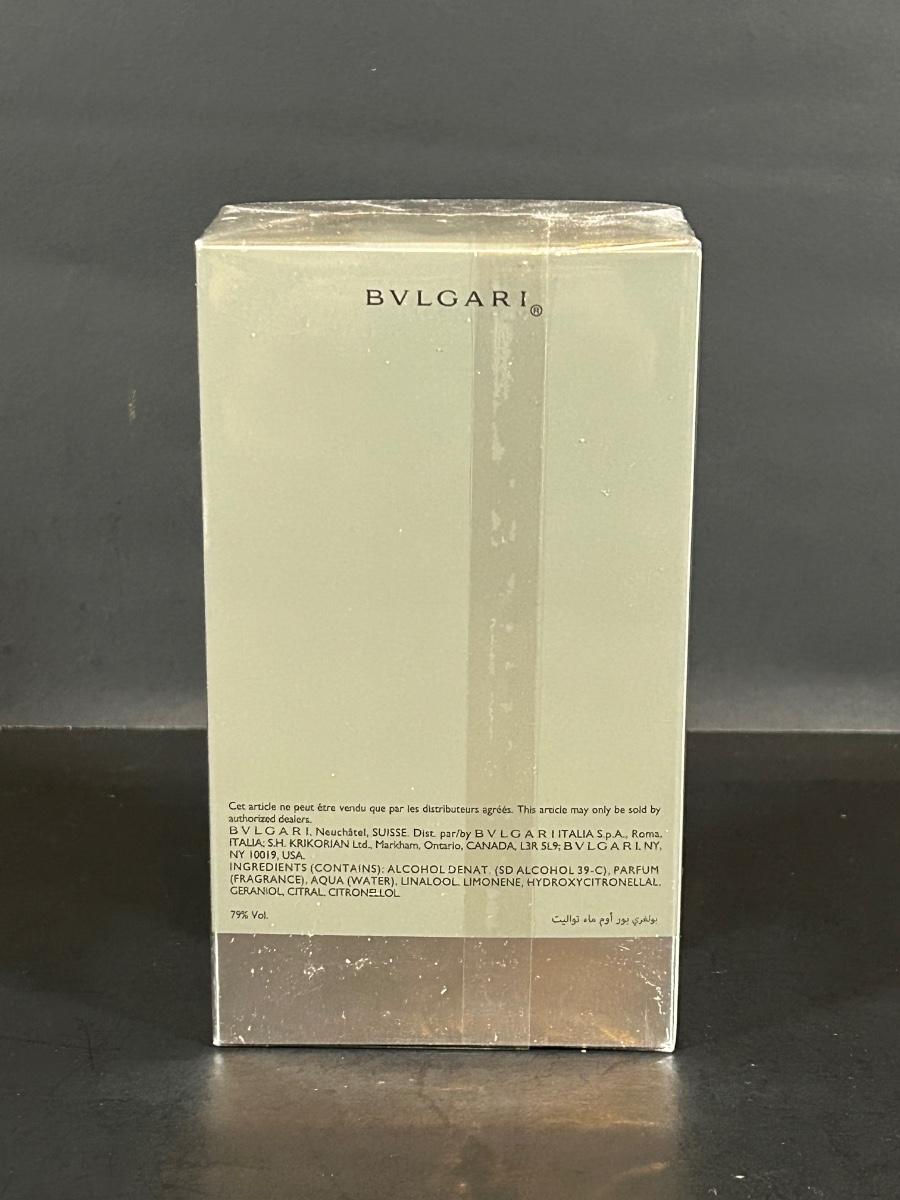 BVLGARI®
Cet article ne peut être vendu que par les distributeurs agréés. This article may only be sold by
authorized dealers.
BVLGARI, Neuchâtel, SUISSE. Dist. par/by BVLGARI ITALIA S.p.A., Roma.
ITALIA; S.H. KRIKORIAN Ltd., Markham, Ontario, CANADA, L3R 5L9; BVLGARI, NY,
NY 10019, USA.
INGREDIENTS (CONTAINS): ALCOHOL DENAT. (SD ALCOHOL 39-C), PARFUM
(FRAGRANCE), AQUA (WATER), LINALOOL, LIMONENE, HYDROXYCITRONELLAL,
GERANIOL, CITRAL, CITRONELLOL
79% Vol.
بولغري بور أوم ماء تواليت